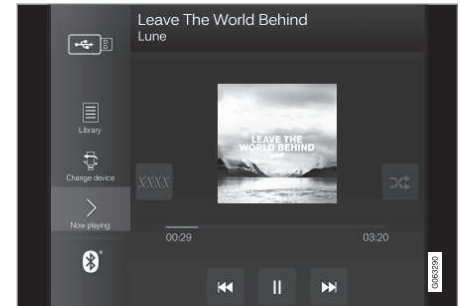 Leave The World Behind
Lune
Library
Change device
Now playing
LEAVE THE
WORLD BEHIND
LUNE
XXXX
00:29
03:20
G063290